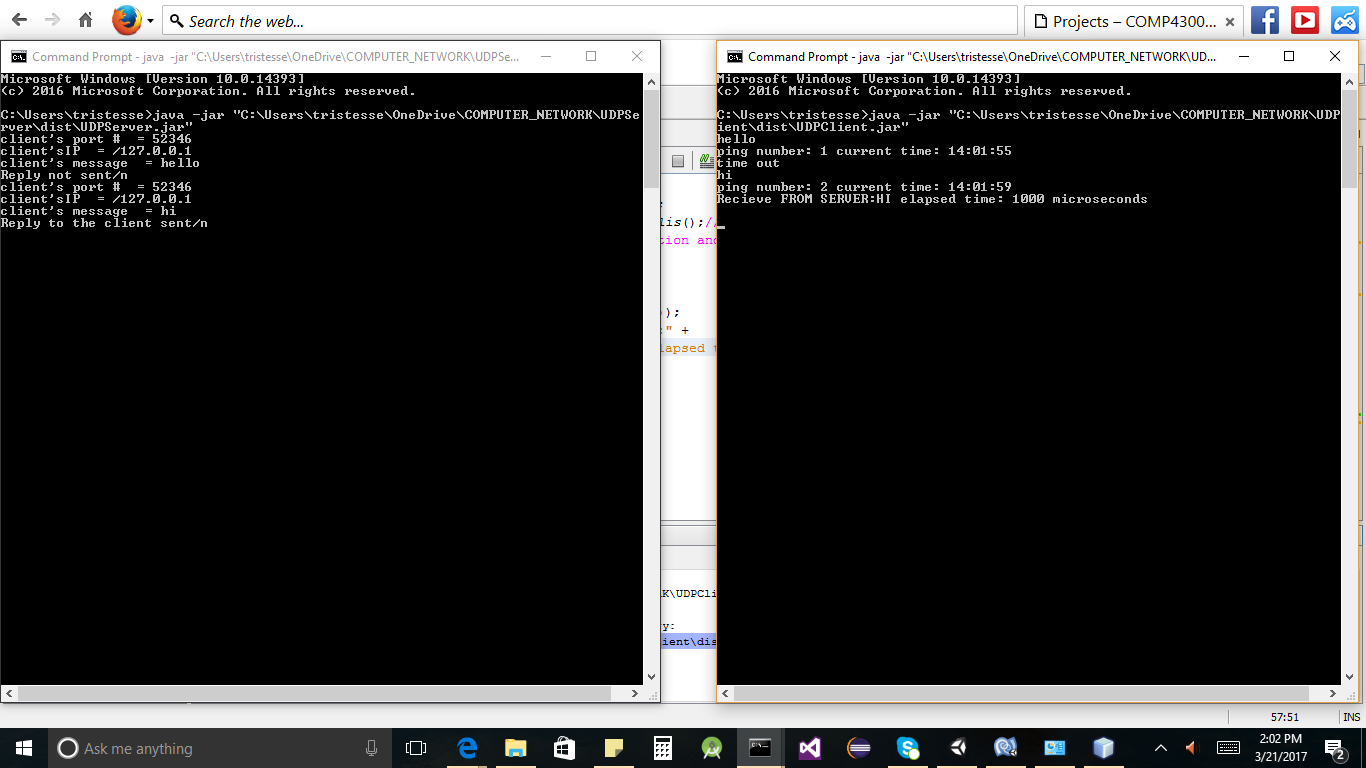 Search the web...
Projects – COMP4300...
Command Prompt - java -jar "C:\Users\tristesse\OneDrive\COMPUTER_NETWORK\UDPSe...
Microsoft Windows [Version 10.0.14393]
(c) 2016 Microsoft Corporation. All rights reserved.
C:\Users\tristesse>java -jar "C:\Users\tristesse\OneDrive\COMPUTER_NETWORK\UDPSe
rver\dist\UDPServer.jar"
client's port #  = 52346
client'sIP  = /127.0.0.1
client's message  = hello
Reply not sent/n
client's port #  = 52346
client'sIP  = /127.0.0.1
client's message  = hi
Reply to the client sent/n
lis();//
tion and
);
" +
lapsed t
K\UDPCli
y:
ient\dis
Command Prompt - java -jar "C:\Users\tristesse\OneDrive\COMPUTER_NETWORK\UD...
Microsoft Windows [Version 10.0.14393]
(c) 2016 Microsoft Corporation. All rights reserved.
C:\Users\tristesse>java -jar "C:\Users\tristesse\OneDrive\COMPUTER_NETWORK\UDP
ient\dist\UDPClient.jar"
hello
ping number: 1 current time: 14:01:55
time out
hi
ping number: 2 current time: 14:01:59
Recieve FROM SERVER:HI elapsed time: 1000 microseconds
57:51
INS
Ask me anything
2:02 PM
3/21/2017
2